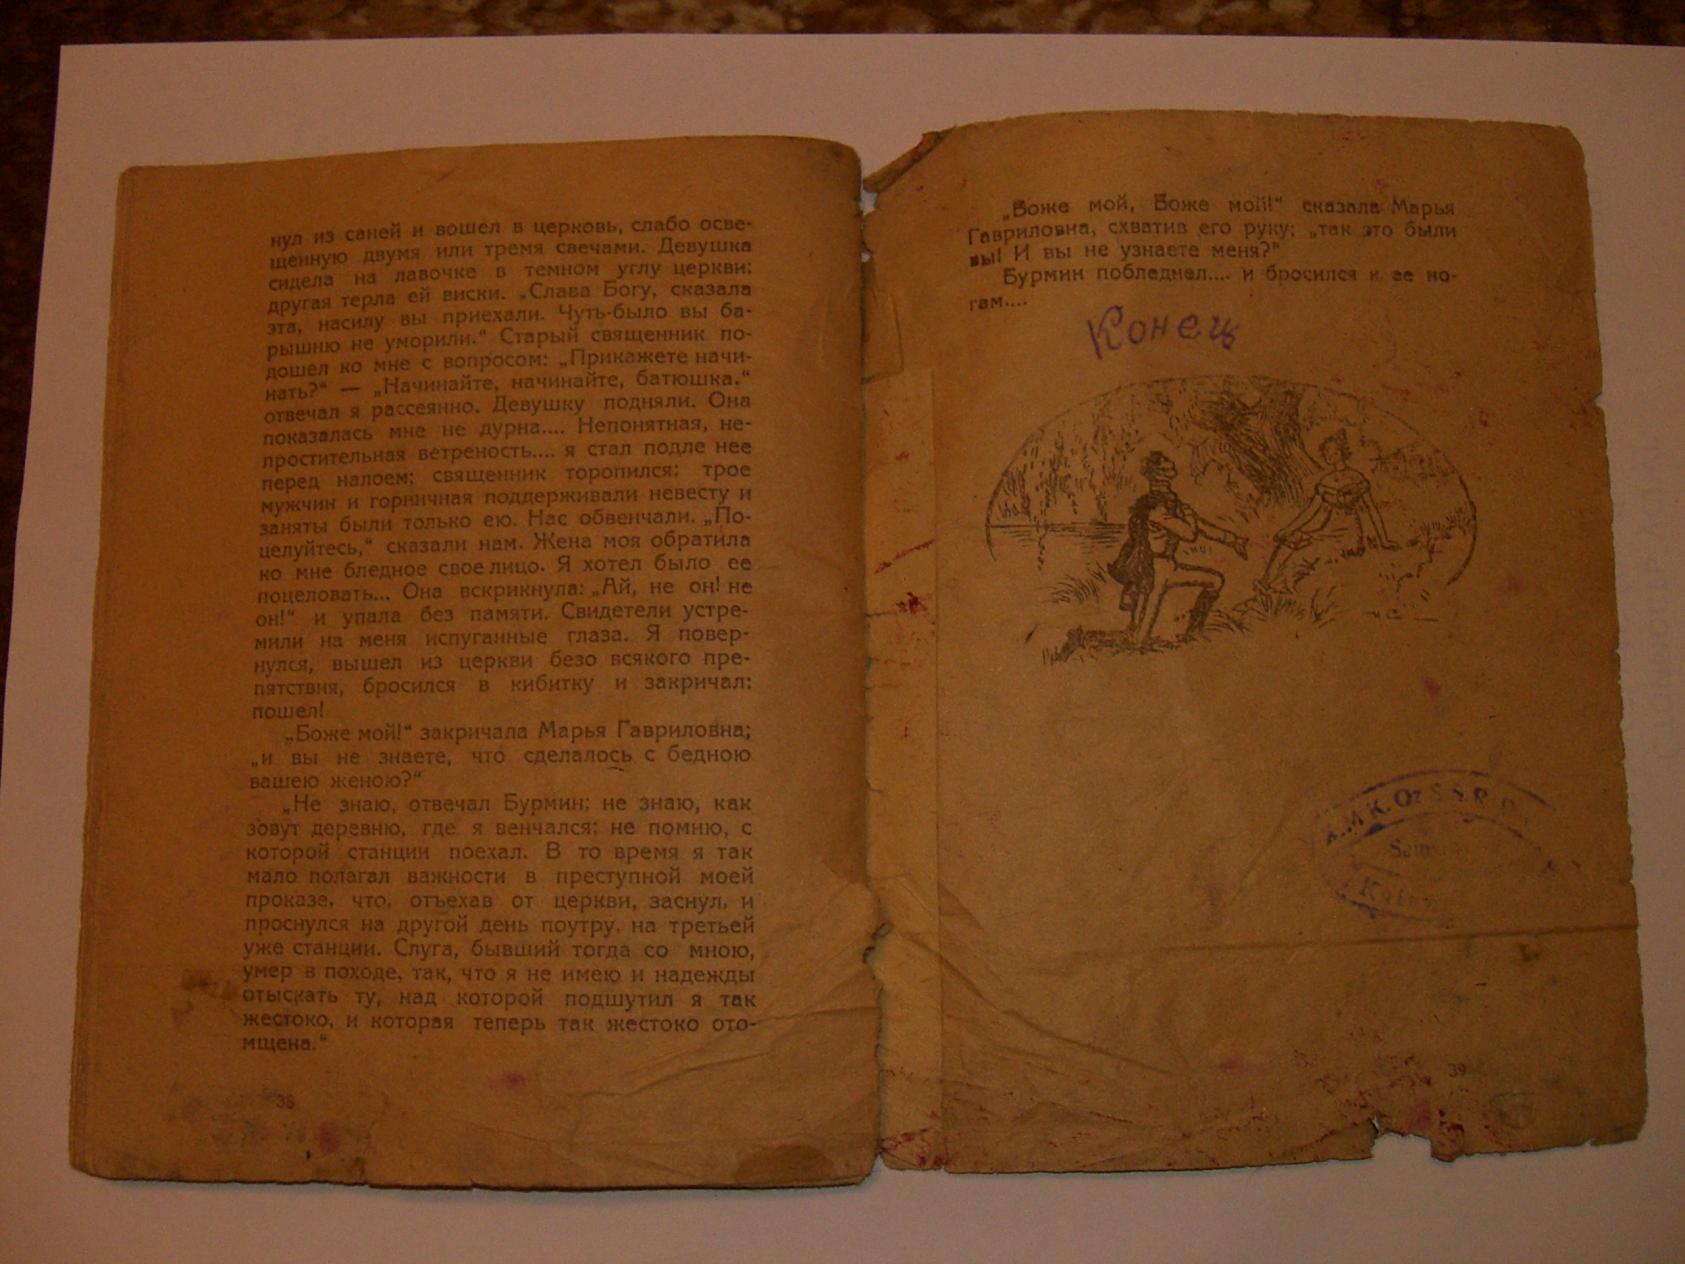 нул из саней и вошел в церковь, слабо осве-
щенную двумя или тремя свечами. Девушка
сидела на лавочке в темном углу церкви;
другая терла ей виски. „Слава Богу, сказала
эта, насилу вы приехали. Чуть-было вы ба-
рышню не уморили.“ Старый священник по-
дошел ко мне с вопросом: „Прикажете начи-
нать?“ — „Начинайте, начинайте, батюшка.“
отвечал я рассеянно. Девушку подняли. Она
показалась мне не дурна.... Непонятная, не-
простительная ветреность.... я стал подле нее
перед налоем; священник торопился; трое
мужчин и горничная поддерживали невесту и
заняты были только ею. Нас обвенчали. „По-
целуйтесь,“ сказали нам. Жена моя обратила
ко мне бледное свое лицо. Я хотел было ее
поцеловать... Она вскрикнула: „Ай, не он! не
он!“ и упала без памяти. Свидетели устре-
мили на меня испуганные глаза. Я повер-
нулся, вышел из церкви безо всякого пре-
пятствия, бросился в кибитку и закричал:
пошел!
„Боже мой!“ закричала Марья Гавриловна;
„и вы не знаете, что сделалось с бедною
вашею женою?“
„Не знаю, отвечал Бурмин; не знаю, как
зовут деревню, где я венчался; не помню, с
которой станции поехал. В то время я так
мало полагал важности в преступной моей
проказе, что, отъехав от церкви, заснул, и
проснулся на другой день поутру, на третьей
уже станции. Слуга, бывший тогда со мною,
умер в походе, так, что я не имею и надежды
отыскать ту, над которой подшутил я так
жестоко, и которая теперь так жестоко ото-
мщена.“
38
„Боже мой, Боже мой!“ сказала Марья
Гавриловна, схватив его руку; „так это были
вы! И вы не узнаете меня?“
Бурмин побледнел.... и бросился к ее но-
гам....
Конец
39